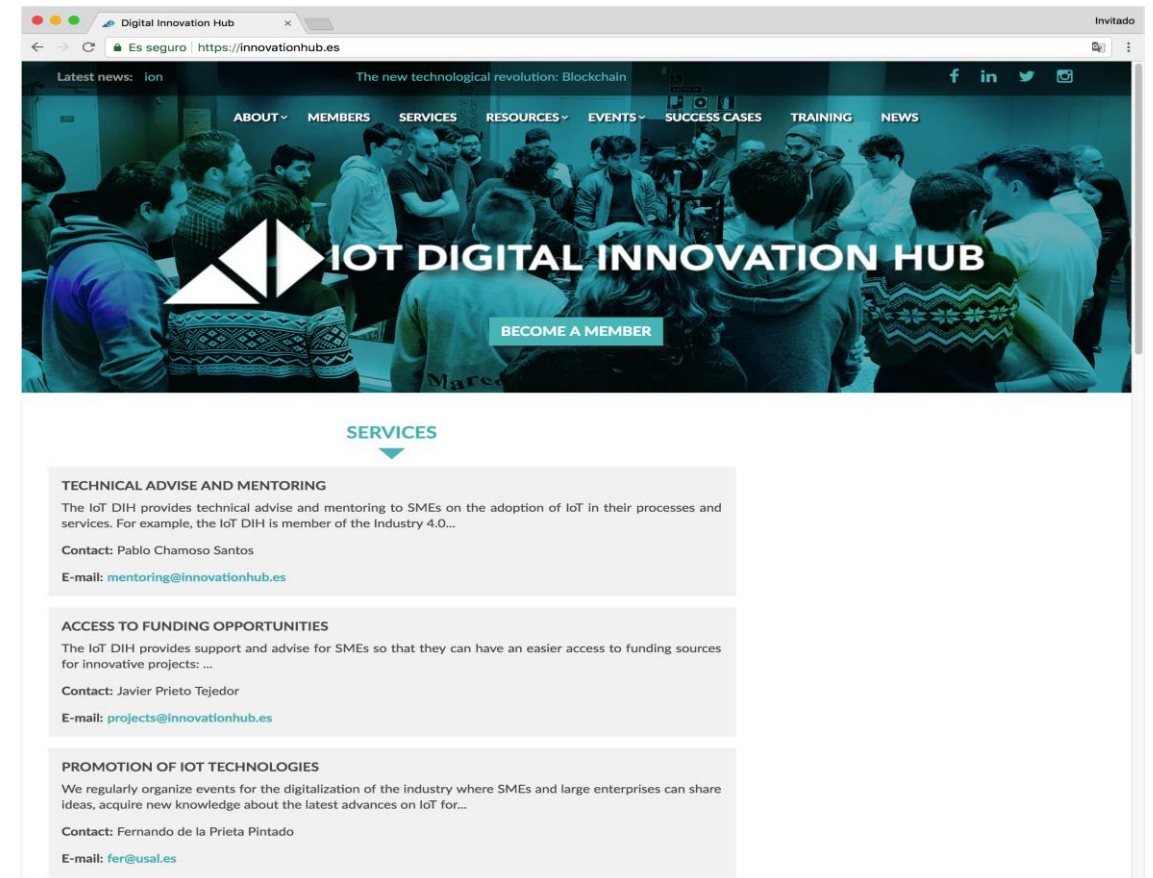 Digital Innovation Hub
Invitado
Es seguro https://innovationhub.es
Latest news: ion The new technological revolution: Blockchain
ABOUT MEMBERS SERVICES RESOURCES EVENTS SUCCESS CASES TRAINING NEWS
IOT DIGITAL INNOVATION HUB
BECOME A MEMBER
SERVICES
TECHNICAL ADVISE AND MENTORING
The IoT DIH provides technical advise and mentoring to SMEs on the adoption of IoT in their processes and
services. For example, the IoT DIH is member of the Industry 4.0...
Contact: Pablo Chamoso Santos
E-mail: mentoring@innovationhub.es
ACCESS TO FUNDING OPPORTUNITIES
The IoT DIH provides support and advise for SMEs so that they can have an easier access to funding sources
for innovative projects: ...
Contact: Javier Prieto Tejedor
E-mail: projects@innovationhub.es
PROMOTION OF IOT TECHNOLOGIES
We regularly organize events for the digitalization of the industry where SMEs and large enterprises can share
ideas, acquire new knowledge about the latest advances on IoT for...
Contact: Fernando de la Prieta Pintado
E-mail: fer@usal.es